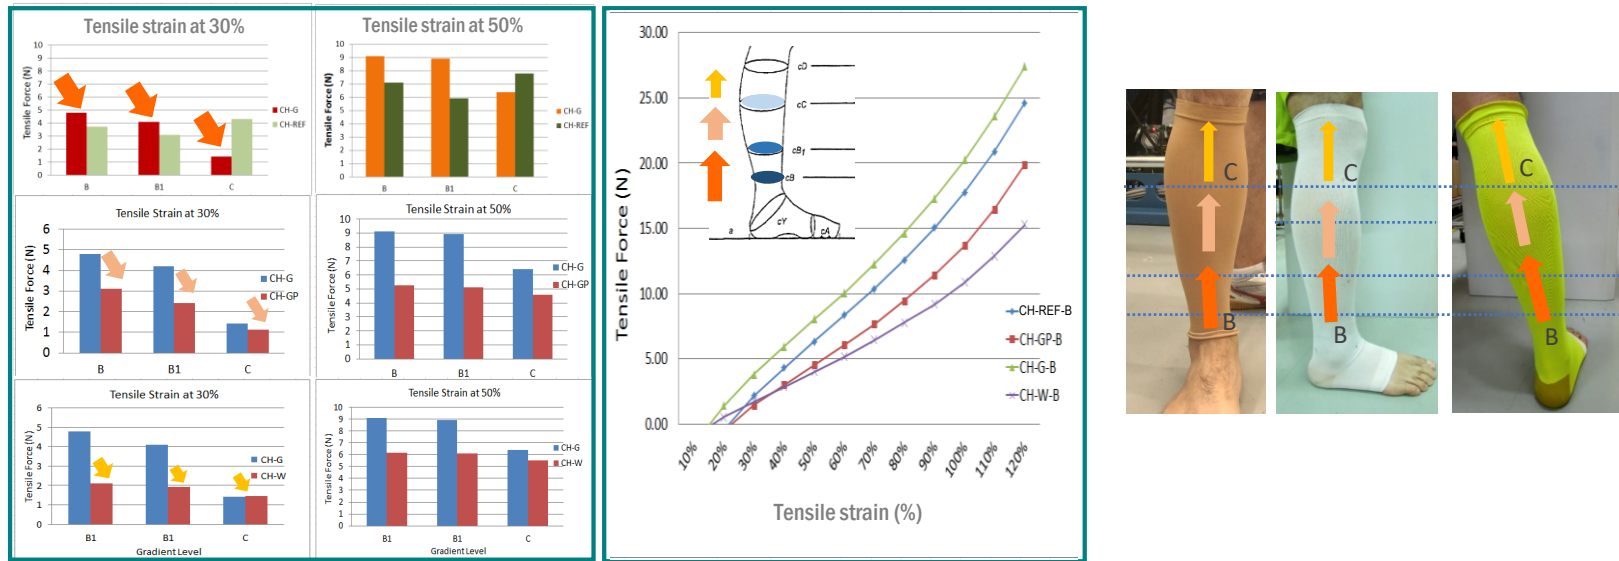 Tensile strain at 30%
Tensile Force (N)
10
9
8
7
6
5
4
3
2
1
0
B
B1
C
CH-G
CH-REF
Tensile strain at 50%
Tensile Force (N)
10
9
8
7
6
5
4
3
2
1
0
B
B1
C
CH-G
CH-REF
Tensile Strain at 30%
Tensile Force (N)
6
5
4
3
2
1
0
B
B1
C
CH-G
CH-GP
Tensile Strain at 50%
Tensile Force (N)
10
9
8
7
6
5
4
3
2
1
0
B
B1
C
CH-G
CH-GP
Tensile Strain at 30%
Tensile Force (N)
6
5
4
3
2
1
0
B1
B1
C
Gradient Level
CH-G
CH-W
Tensile Strain at 50%
Tensile Force (N)
10
9
8
7
6
5
4
3
2
1
0
B1
B1
C
Gradient Level
CH-G
CH-W
Tensile Force (N)
30.00
25.00
20.00
15.00
10.00
5.00
0.00
10%
20%
30%
40%
50%
60%
70%
80%
90%
100%
110%
120%
Tensile strain (%)
cD
cC
cB1
cB
cY
a
cA
CH-REF-B
CH-GP-B
CH-G-B
CH-W-B
C
B
C
B
C
B